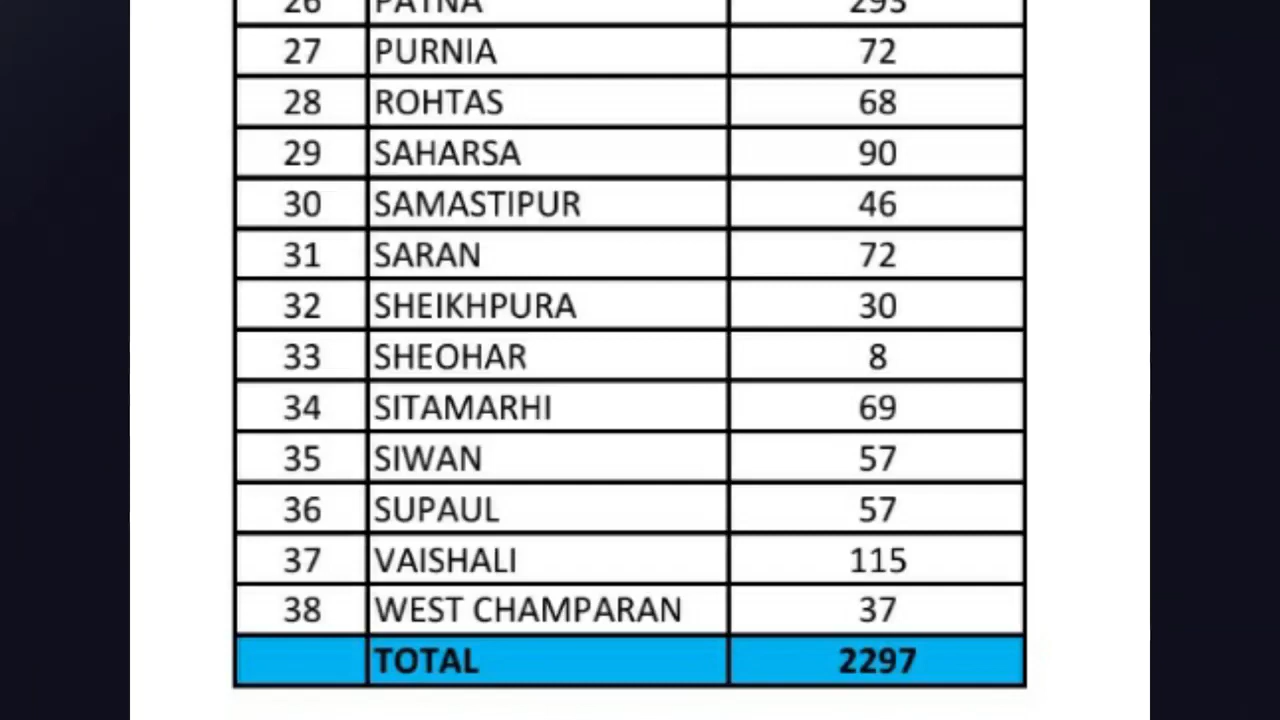 26 PATNA 293
27 PURNIA 72
28 ROHTAS 68
29 SAHARSA 90
30 SAMASTIPUR 46
31 SARAN 72
32 SHEIKHPURA 30
33 SHEOHAR 8
34 SITAMARHI 69
35 SIWAN 57
36 SUPAUL 57
37 VAISHALI 115
38 WEST CHAMPARAN 37
TOTAL 2297